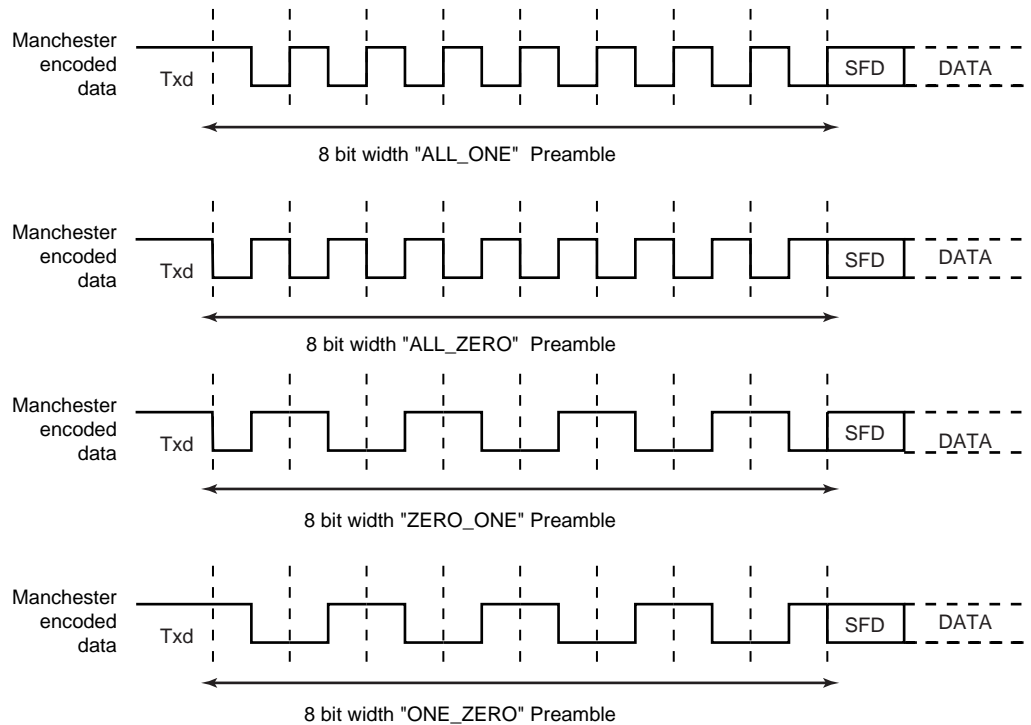 Manchester
encoded
data
Txd
SFD
DATA
8 bit width "ALL_ONE" Preamble
Manchester
encoded
data
Txd
SFD
DATA
8 bit width "ALL_ZERO" Preamble
Manchester
encoded
data
Txd
SFD
DATA
8 bit width "ZERO_ONE" Preamble
Manchester
encoded
data
Txd
SFD
DATA
8 bit width "ONE_ZERO" Preamble